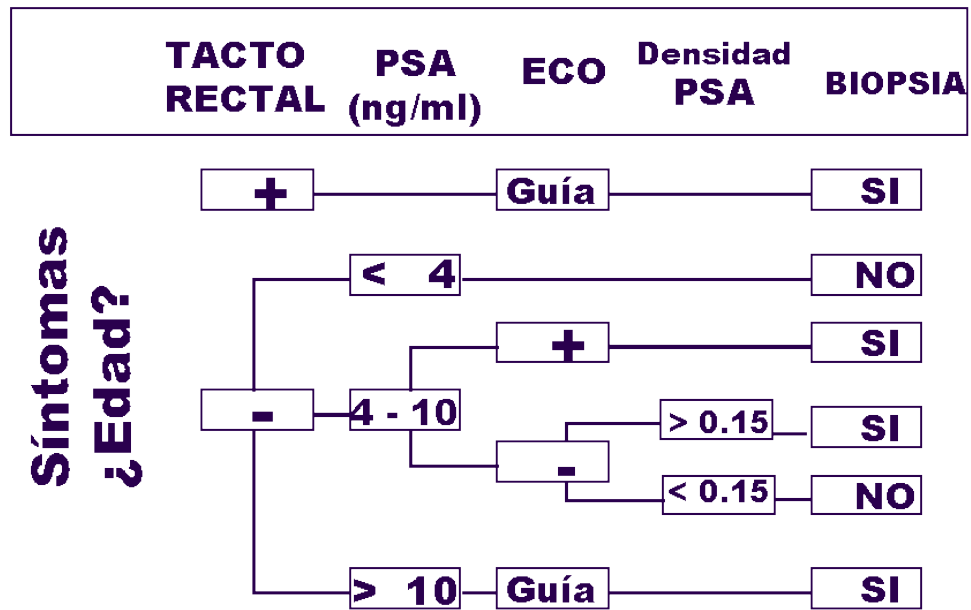 TACTO
RECTAL
PSA
(ng/ml)
ECO
Densidad
PSA
BIOPSIA
Síntomas
¿Edad?
+ Guía SI
< 4 NO
+ SI
- 4 - 10
> 0.15 SI
-
< 0.15 NO
> 10 Guía SI